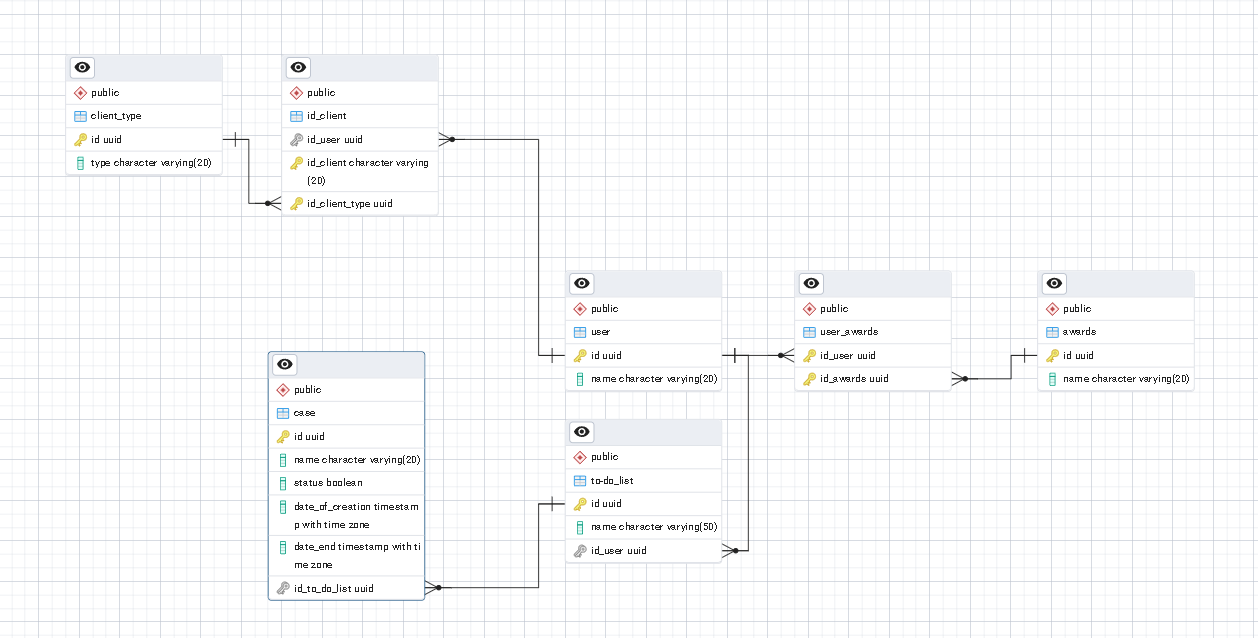 public
client_type
id uuid
type character varying(20)
public
id_client
id_user uuid
id_client character varying
(20)
id_client_type uuid
public
user
id uuid
name character varying(20)
public
user_awards
id_user uuid
id_awards uuid
public
awards
id uuid
name character varying(20)
public
case
id uuid
name character varying(20)
status boolean
date_of_creation timestam
p with time zone
date_end timestamp with ti
me zone
id_to_do_list uuid
public
to-do_list
id uuid
name character varying(50)
id_user uuid